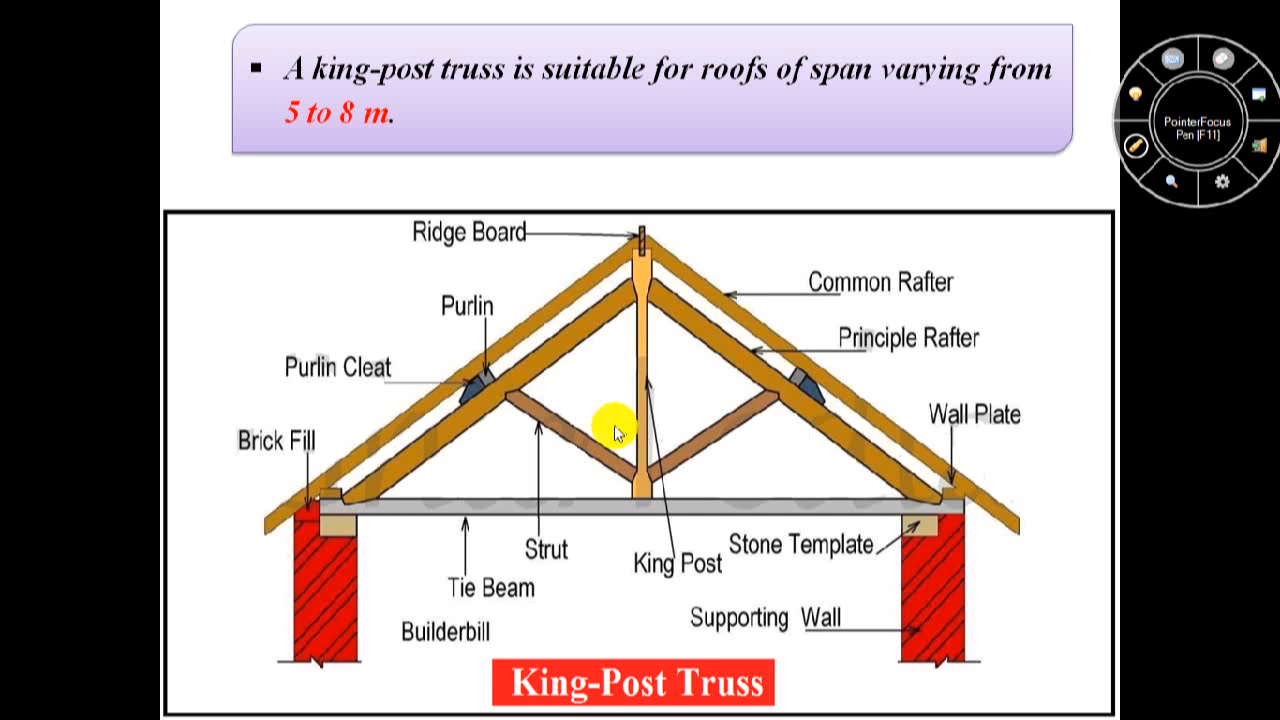 ▪ A king-post truss is suitable for roofs of span varying from
5 to 8 m.
PointerFocus
Pen [F11]
Ridge Board
Common Rafter
Purlin
Principle Rafter
Purlin Cleat
Wall Plate
Brick Fill
Stone Template
Strut
King Post
Tie Beam
Supporting Wall
Builderbill
King-Post Truss